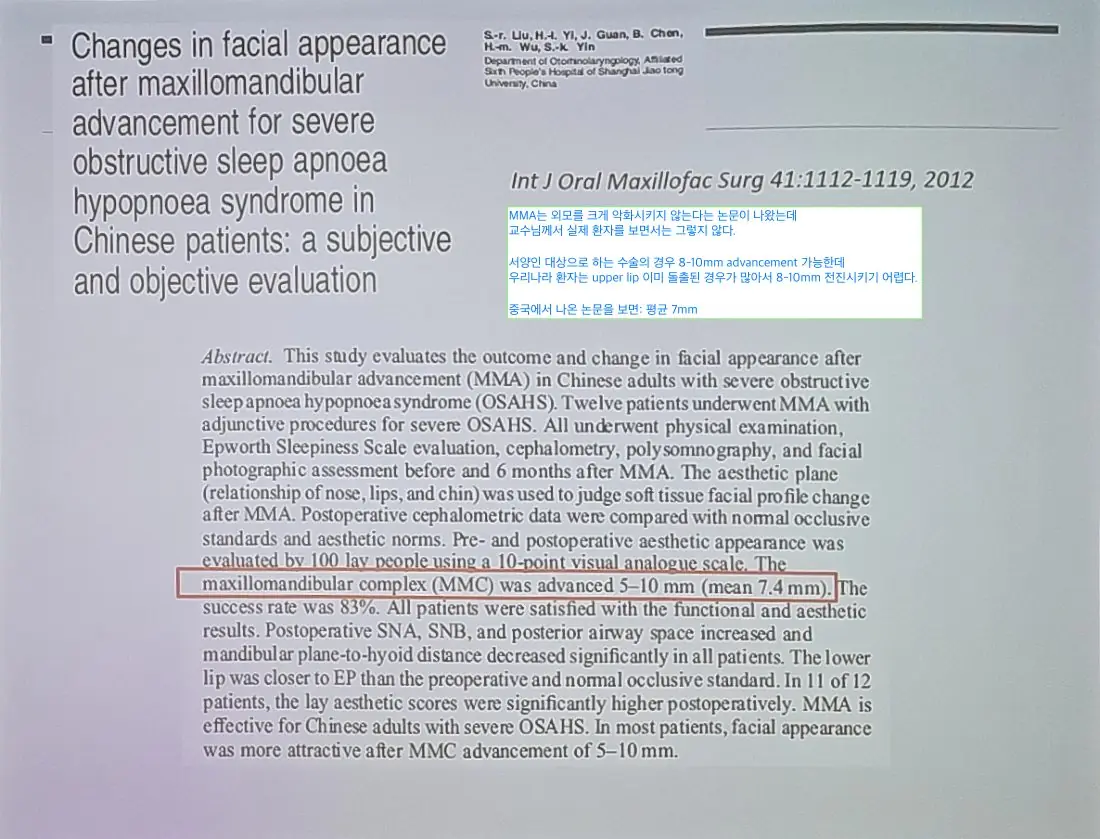 Changes in facial appearance
after maxillomandibular
advancement for severe
obstructive sleep apnoea
hypopnoea syndrome in
Chinese patients: a subjective
and objective evaluation
S.-r. Liu, H.-l. Yi, J. Guan, B. Chen,
H.-m. Wu, S.-k. Yin
Department of Otorhinolaryngology, Affiliated
Sixth People's Hospital of Shanghai Jiao tong
University, China
Int J Oral Maxillofac Surg 41:1112-1119, 2012
MMA는 외모를 크게 악화시키지 않는다는 논문이 나왔는데
교수님께서 실제 환자를 보면서는 그렇지 않다.
서양인 대상으로 하는 수술의 경우 8-10mm advancement 가능한데
우리나라 환자는 upper lip 이미 돌출된 경우가 많아서 8-10mm 전진시키기 어렵다.
중국에서 나온 논문을 보면: 평균 7mm
Abstract. This study evaluates the outcome and change in facial appearance after
maxillomandibular advancement (MMA) in Chinese adults with severe obstructive
sleep apnoea hypopnoea syndrome (OSAHS). Twelve patients underwent MMA with
adjunctive procedures for severe OSAHS. All underwent physical examination,
Epworth Sleepiness Scale evaluation, cephalometry, polysomnography, and facial
photographic assessment before and 6 months after MMA. The aesthetic plane
(relationship of nose, lips, and chin) was used to judge soft tissue facial profile change
after MMA. Postoperative cephalometric data were compared with normal occlusive
standards and aesthetic norms. Pre- and postoperative aesthetic appearance was
evaluated by 100 lay people using a 10-point visual analogue scale. The
maxillomandibular complex (MMC) was advanced 5–10 mm (mean 7.4 mm). The
success rate was 83%. All patients were satisfied with the functional and aesthetic
results. Postoperative SNA, SNB, and posterior airway space increased and
mandibular plane-to-hyoid distance decreased significantly in all patients. The lower
lip was closer to EP than the preoperative and normal occlusive standard. In 11 of 12
patients, the lay aesthetic scores were significantly higher postoperatively. MMA is
effective for Chinese adults with severe OSAHS. In most patients, facial appearance
was more attractive after MMC advancement of 5–10 mm.